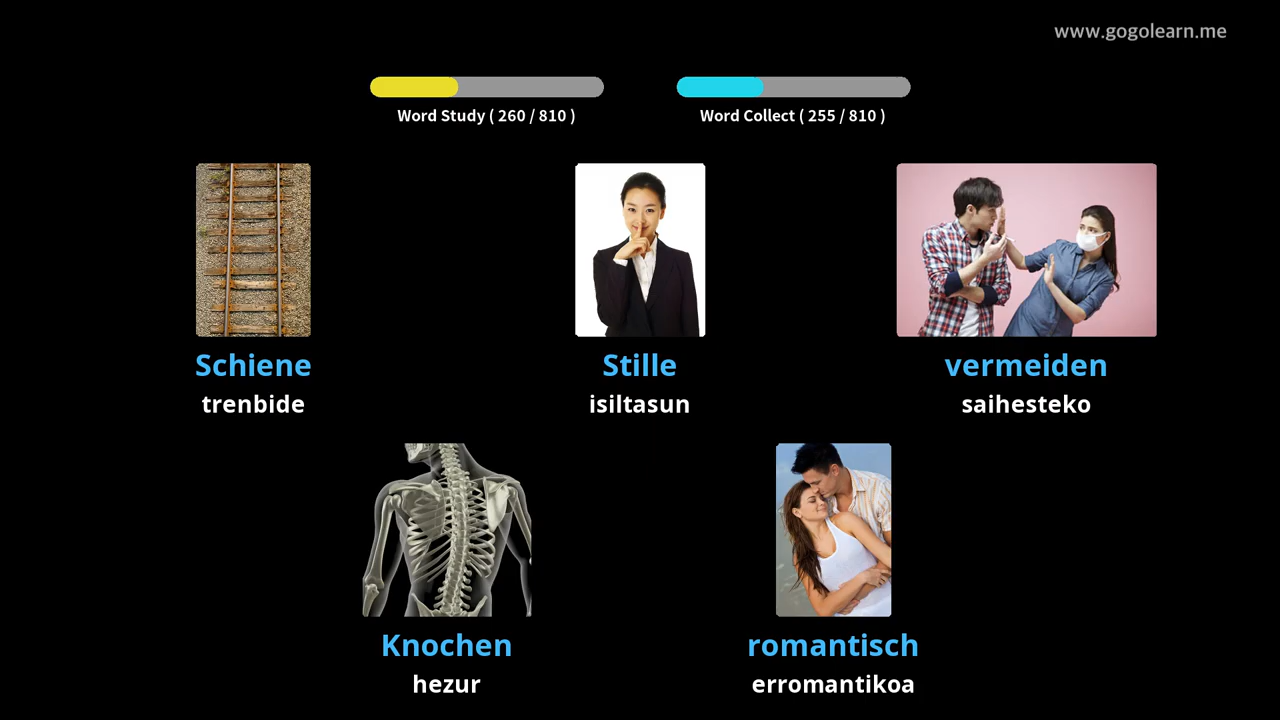 www.gogolearn.me
Word Study ( 260 / 810 )
Word Collect ( 255 / 810 )
Schiene
trenbide
Stille
isiltasun
vermeiden
saihesteko
Knochen
hezur
romantisch
erromantikoa